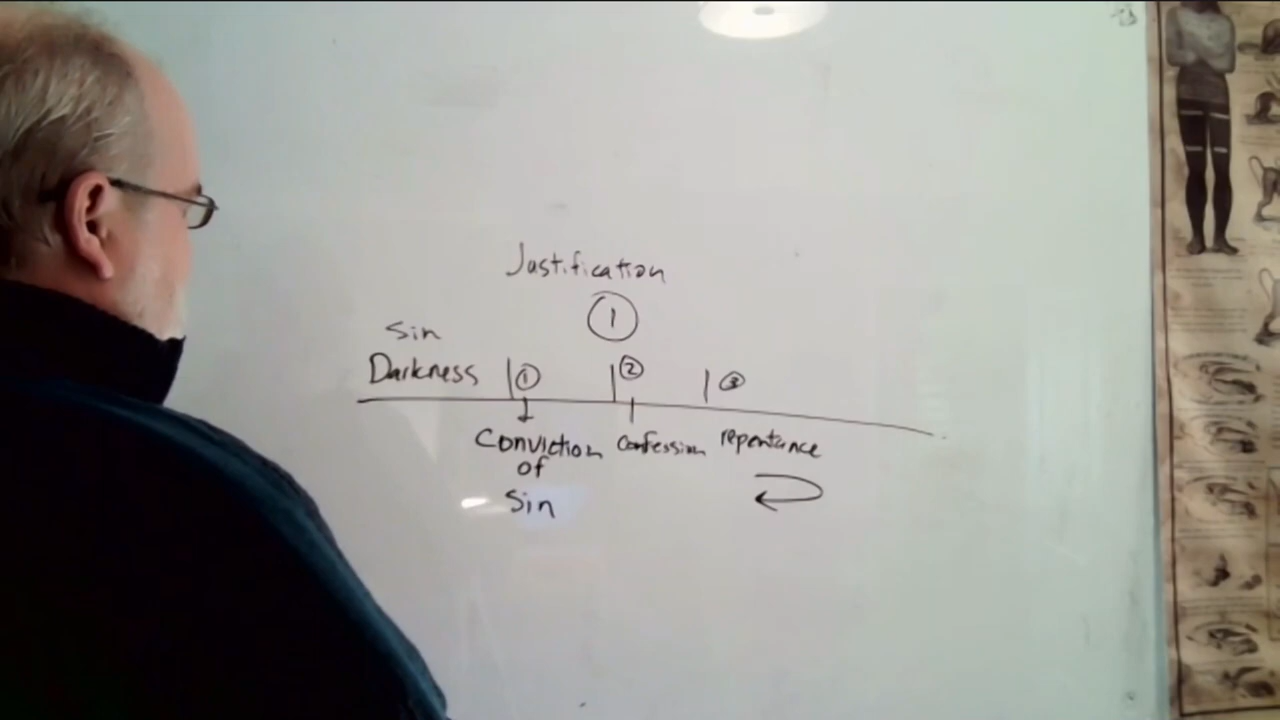 Justification
①
Sin
Darkness ① ② ③
Conviction Confession repentance
of
Sin